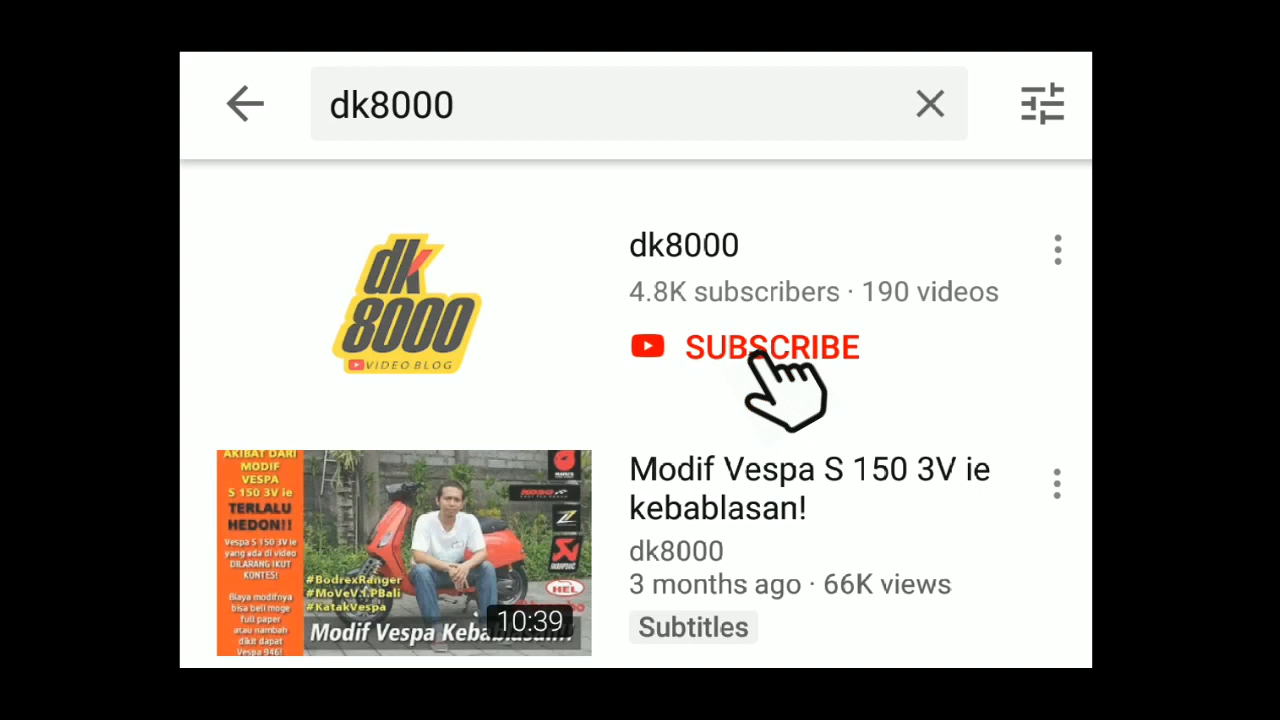 dk8000
dk
8000
VIDEO BLOG
dk8000
4.8K subscribers · 190 videos
SUBSCRIBE
AKIBAT DARI
MODIF
VESPA
S 150 3V ie
TERLALU
HEDON!!
Vespa S 150 3V ie
yang ada di video
DILARANG IKUT
KONTES!
Biaya modifnya
bisa beli moge
full paper
atau nambah
dikit dapat
Vespa 946!
#BodrexRanger
#MoVeV.I.PBali
#KatakVespa
Modif Vespa
HEL
10:39
Modif Vespa S 150 3V ie
kebablasan!
dk8000
3 months ago · 66K views
Subtitles